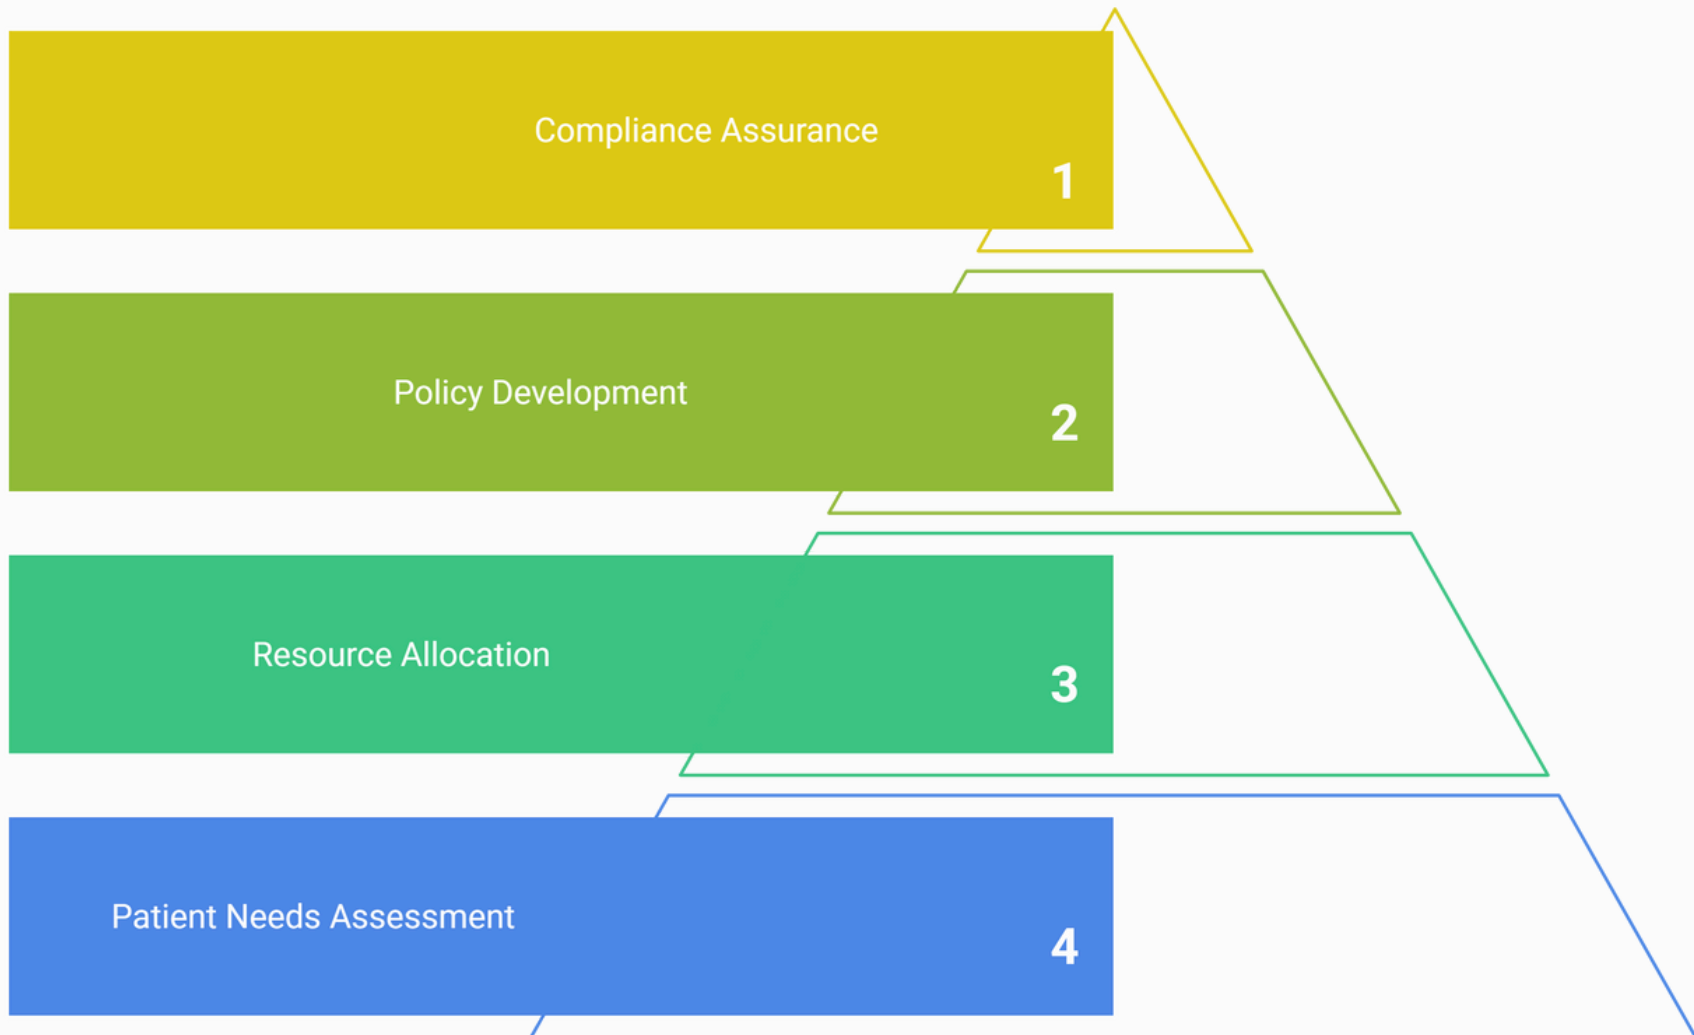 Compliance Assurance
1
Policy Development
2
Resource Allocation
3
Patient Needs Assessment
4